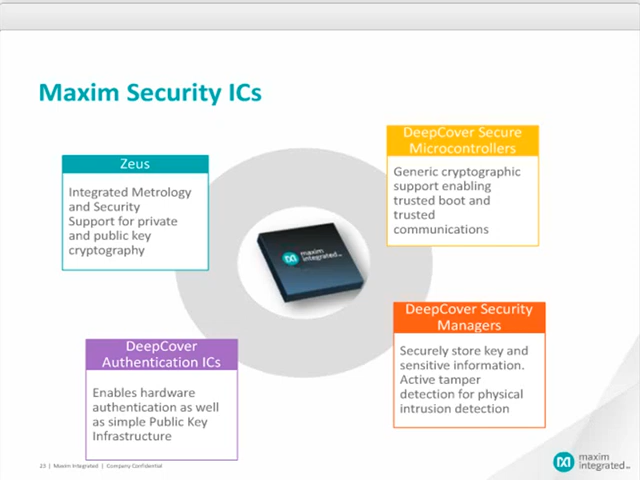 Maxim Security ICs
Zeus
Integrated Metrology
and Security
Support for private
and public key
cryptography
DeepCover Secure
Microcontrollers
Generic cryptographic
support enabling
trusted boot and
trusted
communications
maxim
integrated™
DeepCover
Authentication ICs
Enables hardware
authentication as well
as simple Public Key
Infrastructure
DeepCover Security
Managers
Securely store key and
sensitive information.
Active tamper
detection for physical
intrusion detection
23 | Maxim Integrated | Company Confidential
maxim
integrated™